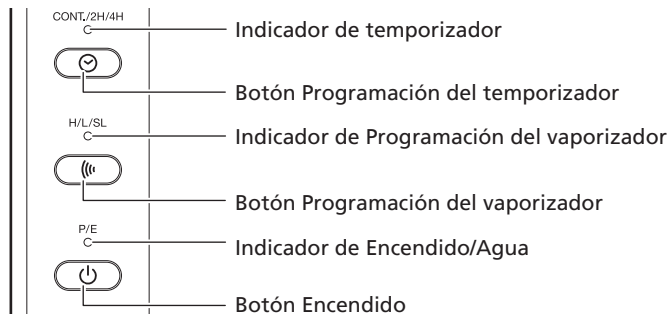 CONT./2H/4H
Indicador de temporizador
Botón Programación del temporizador
H/L/SL
Indicador de Programación del vaporizador
Botón Programación del vaporizador
P/E
Indicador de Encendido/Agua
Botón Encendido